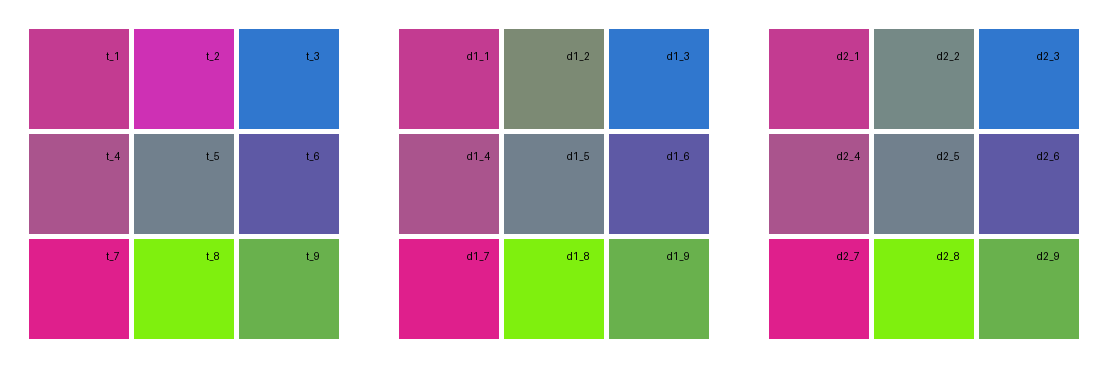 t_1 t_2 t_3 d1_1 d1_2 d1_3 d2_1 d2_2 d2_3
t_4 t_5 t_6 d1_4 d1_5 d1_6 d2_4 d2_5 d2_6
t_7 t_8 t_9 d1_7 d1_8 d1_9 d2_7 d2_8 d2_9